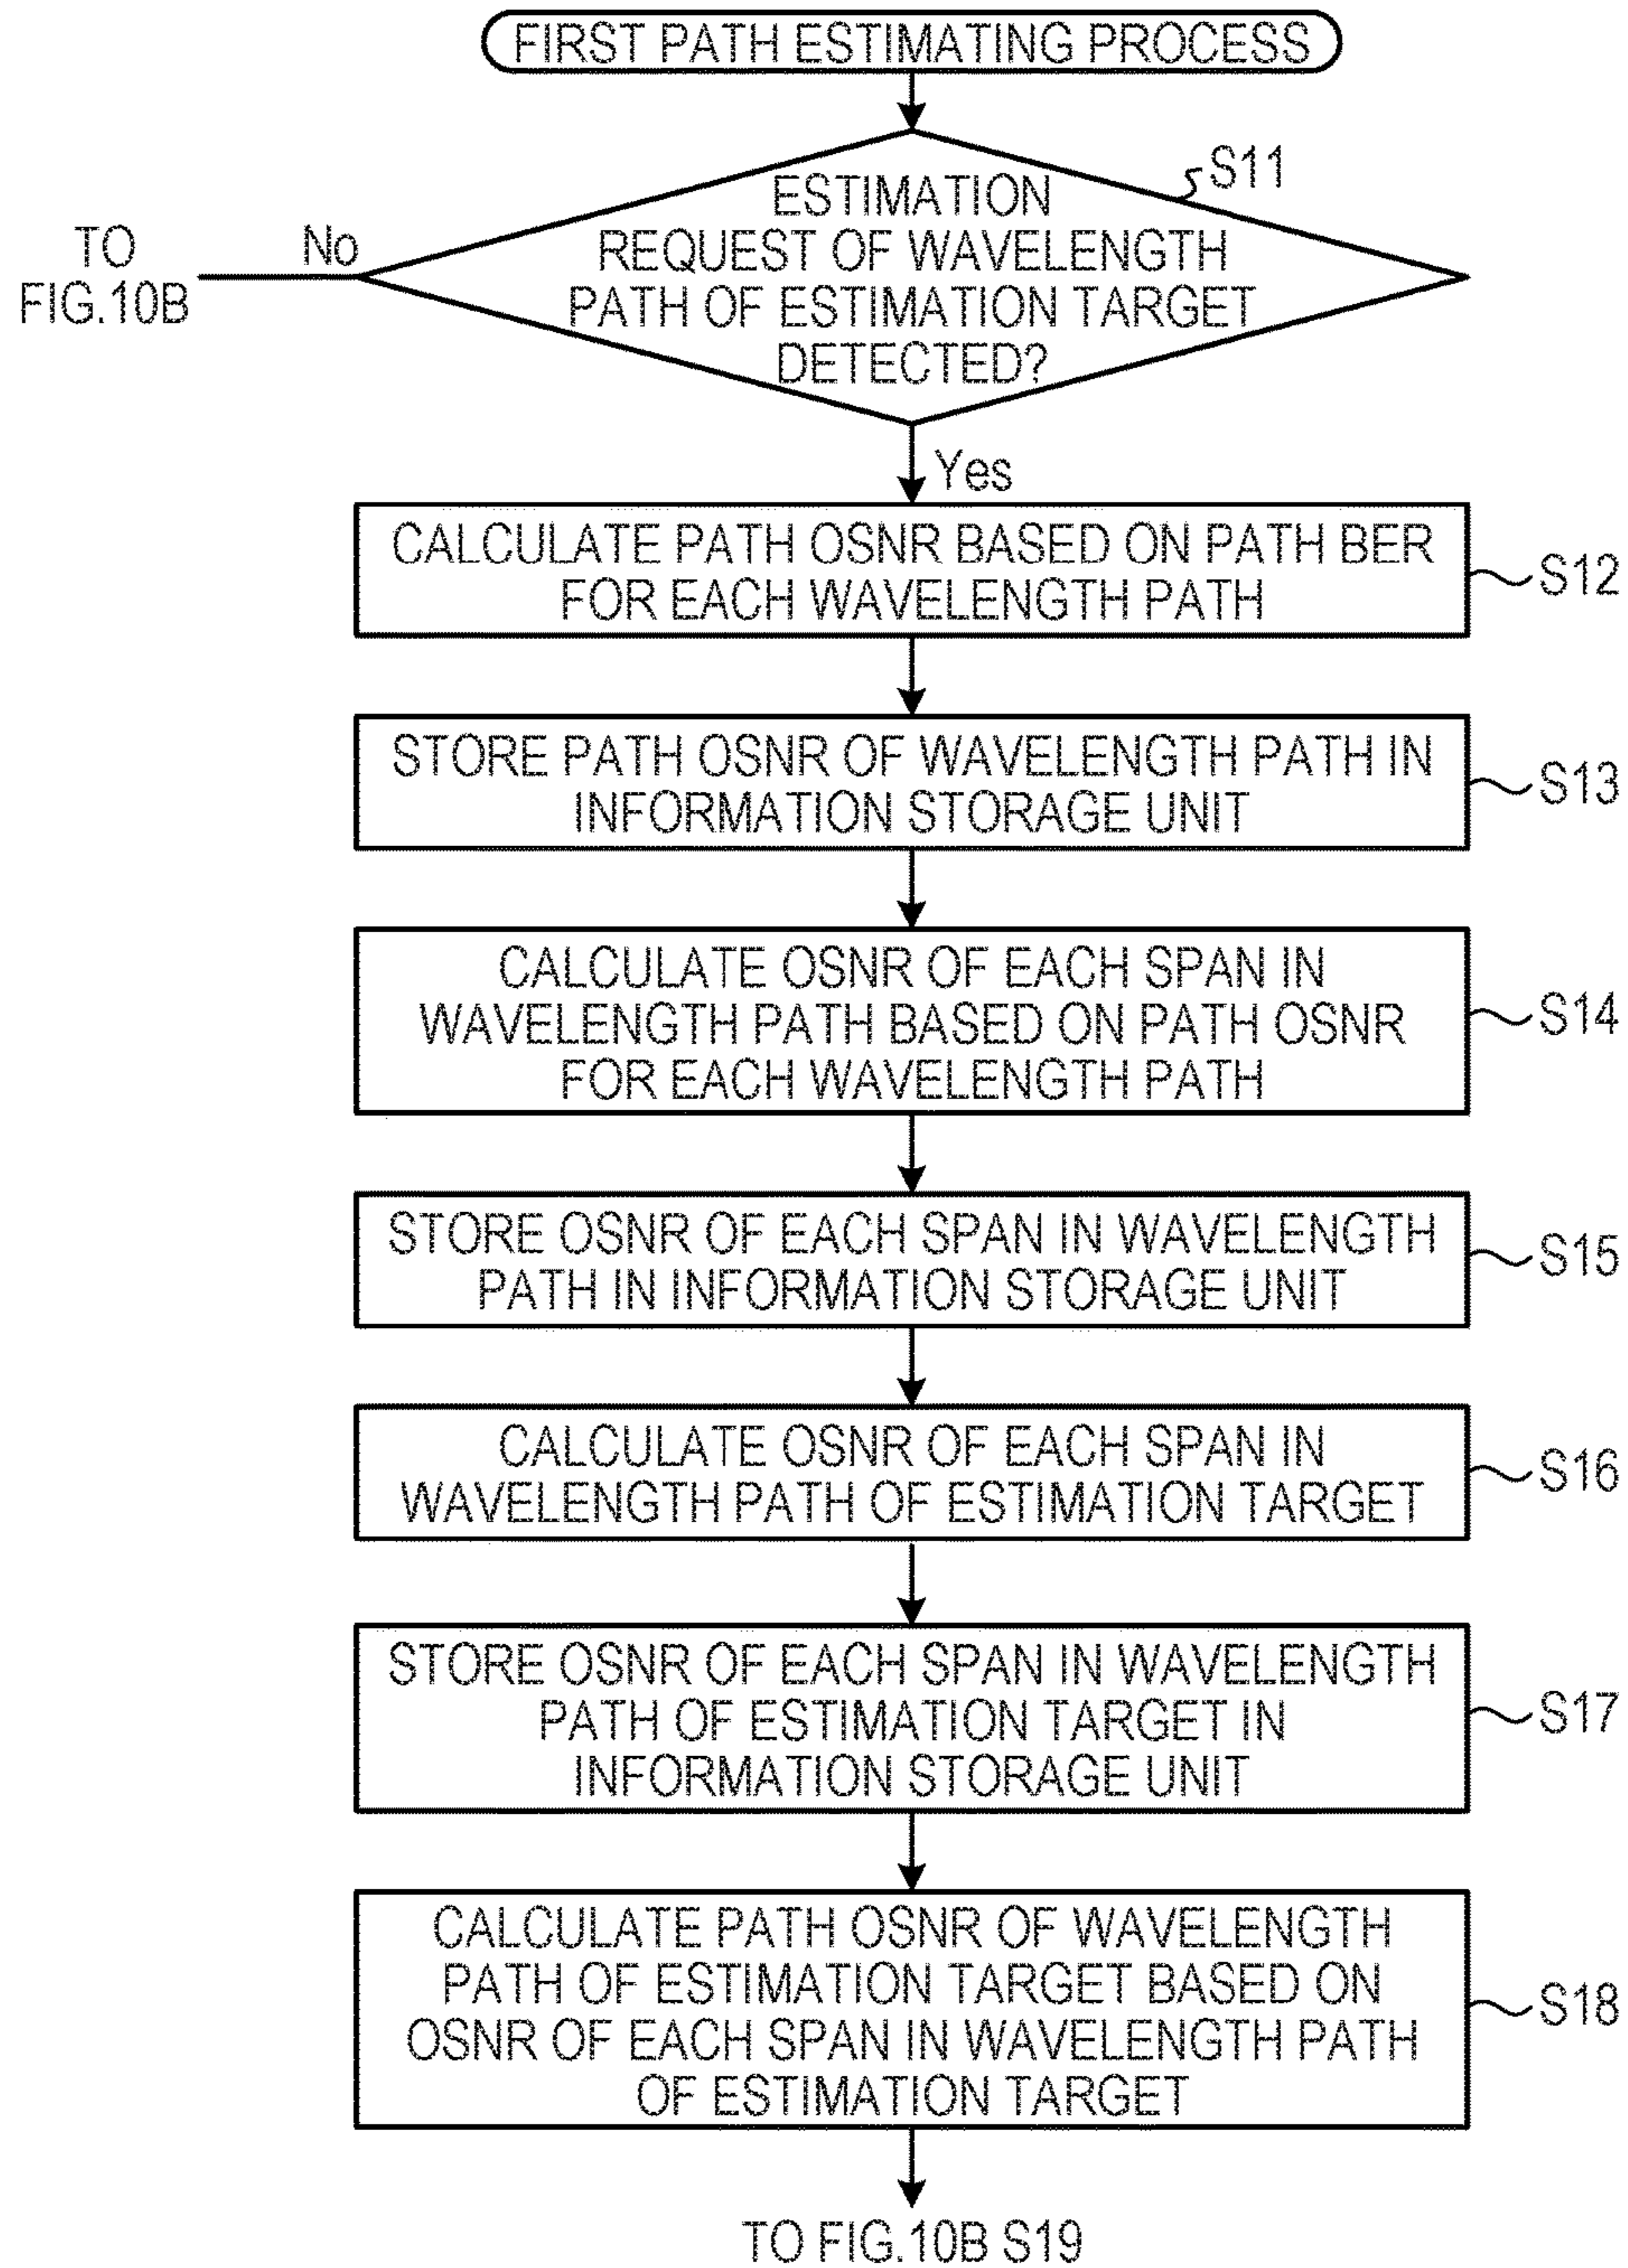 FIRST PATH ESTIMATING PROCESS
S11
ESTIMATION
REQUEST OF WAVELENGTH
PATH OF ESTIMATION TARGET
DETECTED?
No
TO
FIG.10B
Yes
CALCULATE PATH OSNR BASED ON PATH BER
FOR EACH WAVELENGTH PATH
S12
STORE PATH OSNR OF WAVELENGTH PATH IN
INFORMATION STORAGE UNIT
S13
CALCULATE OSNR OF EACH SPAN IN
WAVELENGTH PATH BASED ON PATH OSNR
FOR EACH WAVELENGTH PATH
S14
STORE OSNR OF EACH SPAN IN WAVELENGTH
PATH IN INFORMATION STORAGE UNIT
S15
CALCULATE OSNR OF EACH SPAN IN
WAVELENGTH PATH OF ESTIMATION TARGET
S16
STORE OSNR OF EACH SPAN IN WAVELENGTH
PATH OF ESTIMATION TARGET IN
INFORMATION STORAGE UNIT
S17
CALCULATE PATH OSNR OF WAVELENGTH
PATH OF ESTIMATION TARGET BASED ON
OSNR OF EACH SPAN IN WAVELENGTH PATH
OF ESTIMATION TARGET
S18
TO FIG.10B S19